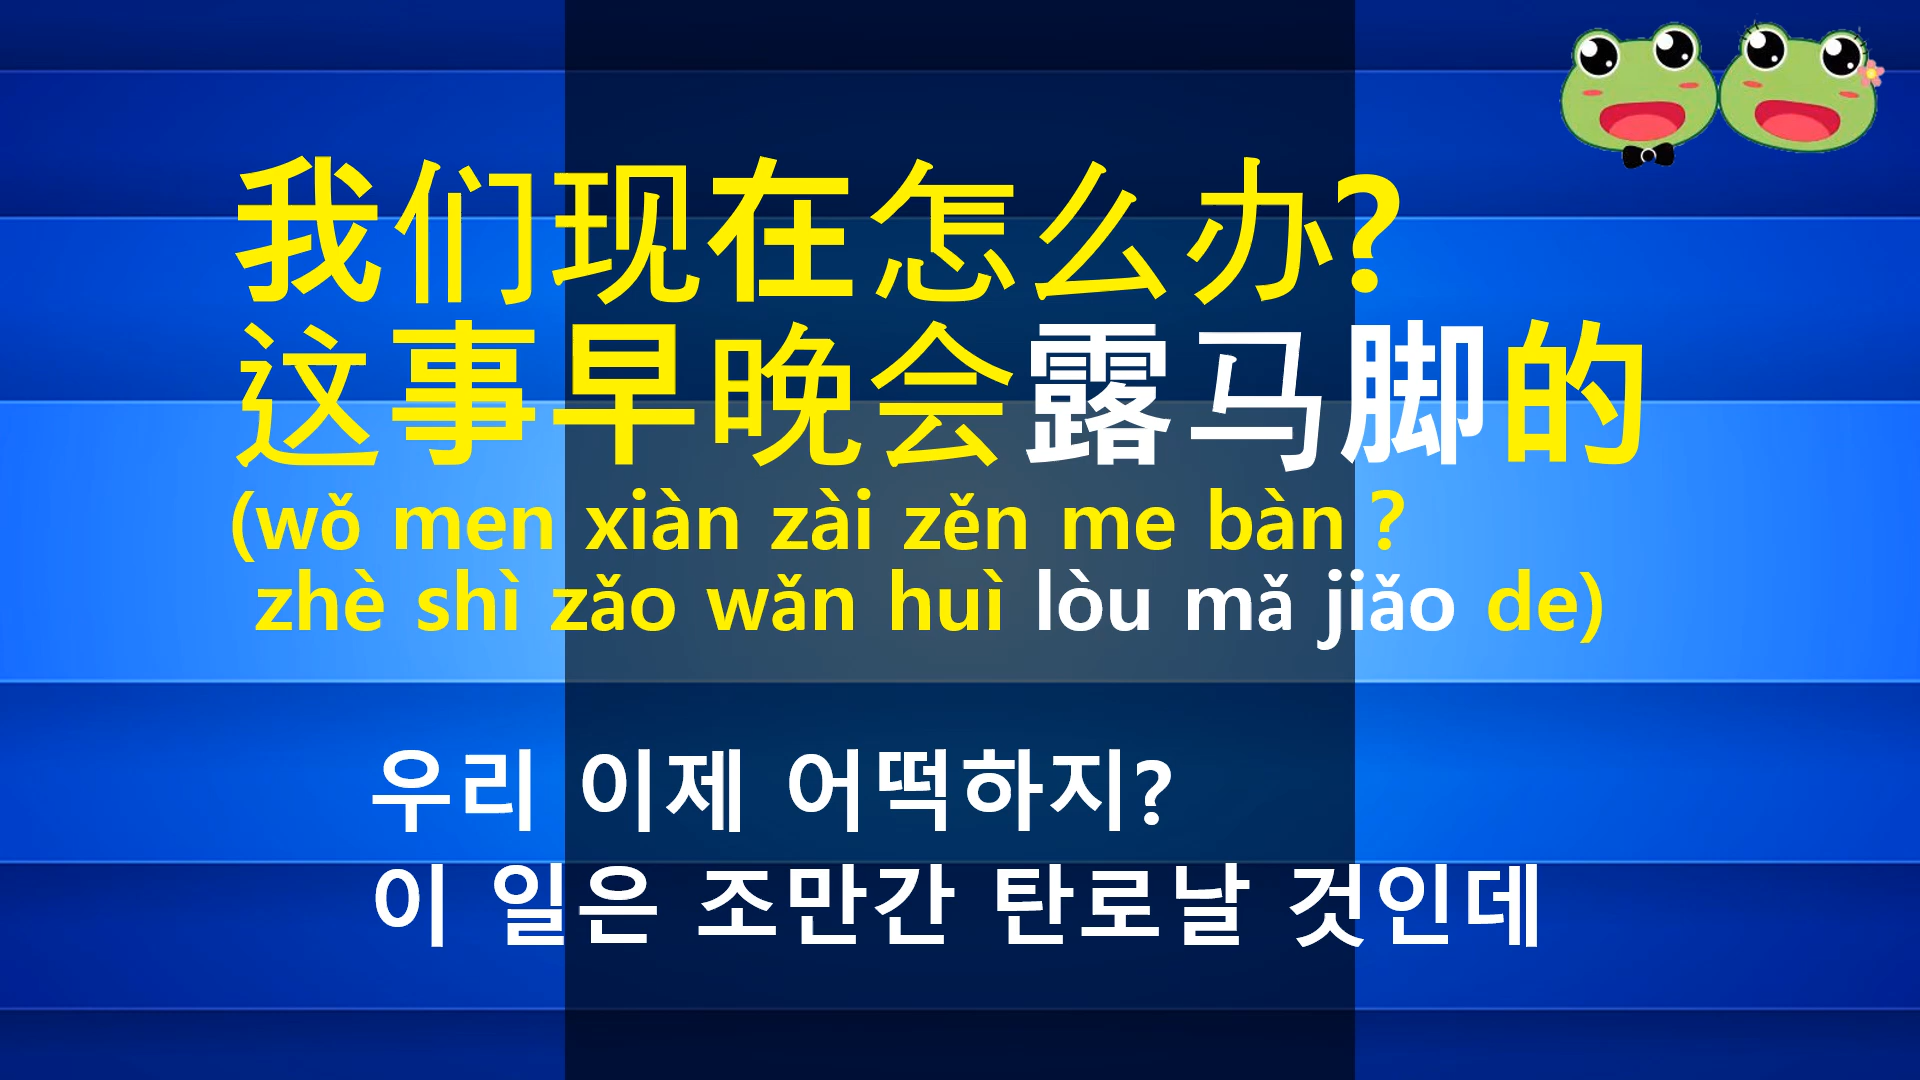 我们现在怎么办?
这事早晚会露马脚的
(wǒ men xiàn zài zěn me bàn ?
zhè shì zǎo wǎn huì lòu mǎ jiǎo de)
우리 이제 어떡하지?
이 일은 조만간 탄로날 것인데